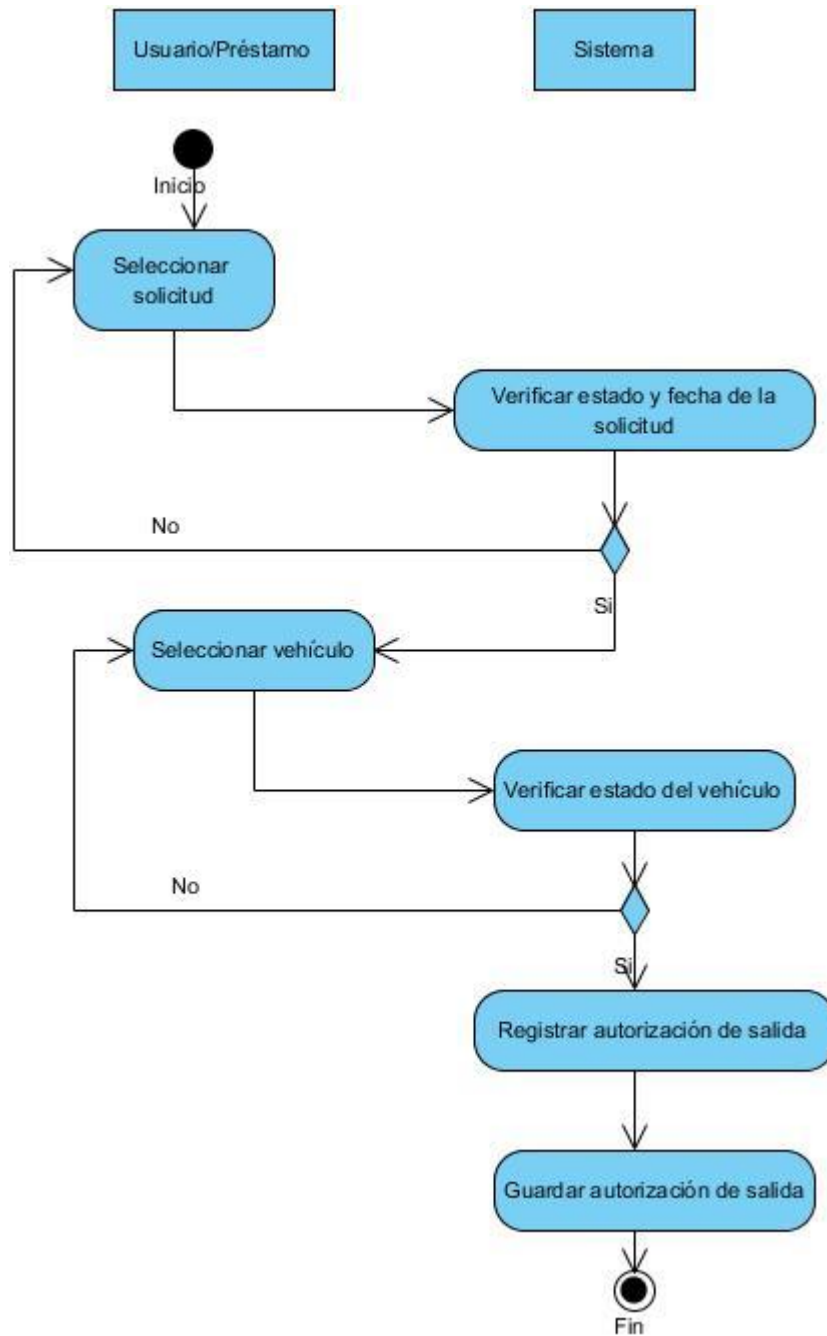 Usuario/Préstamo
Sistema
Inicio
Seleccionar
solicitud
Verificar estado y fecha de la
solicitud
No
Si
Seleccionar vehículo
Verificar estado del vehículo
No
Si
Registrar autorización de salida
Guardar autorización de salida
Fin